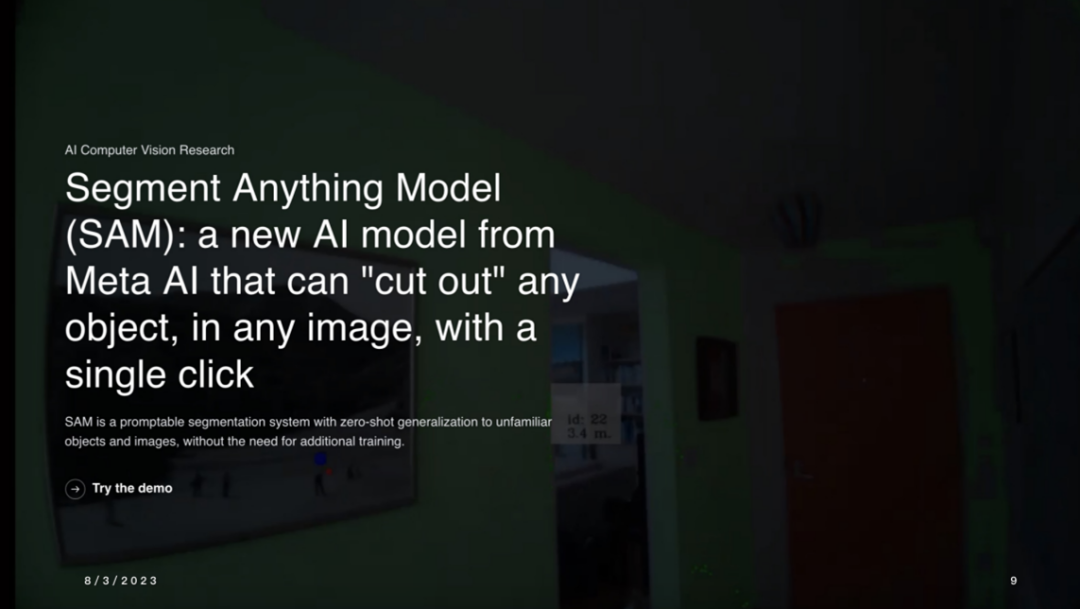 AI Computer Vision Research
Segment Anything Model
(SAM): a new AI model from
Meta AI that can "cut out" any
object, in any image, with a
single click
SAM is a promptable segmentation system with zero-shot generalization to unfamiliar
objects and images, without the need for additional training.
id: 22
3.4 m.
Try the demo
8/3/2023
9